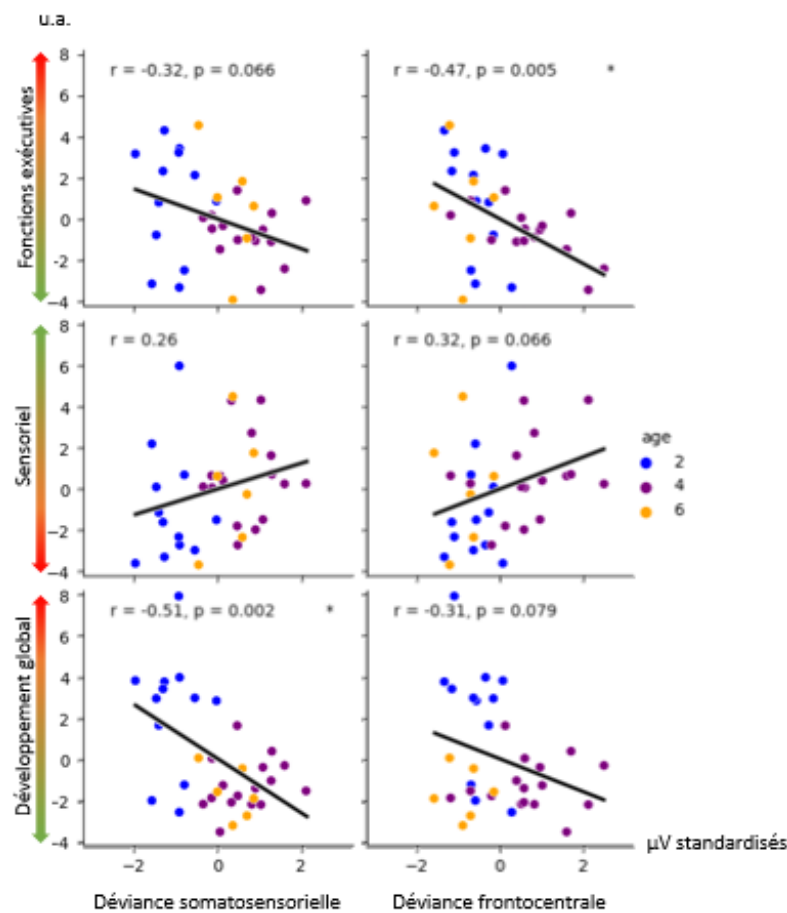 u.a.
r = -0.32, p = 0.066
r = -0.47, p = 0.005 *
Fonctions exécutives
8
6
4
2
0
-2
-4
r = 0.26
r = 0.32, p = 0.066
Sensoriel
8
6
4
2
0
-2
-4
age
2
4
6
r = -0.51, p = 0.002 *
r = -0.31, p = 0.079
Développement global
8
6
4
2
0
-2
-4
-2 0 2
-2 0 2
µV standardisés
Déviance somatosensorielle
Déviance frontocentrale